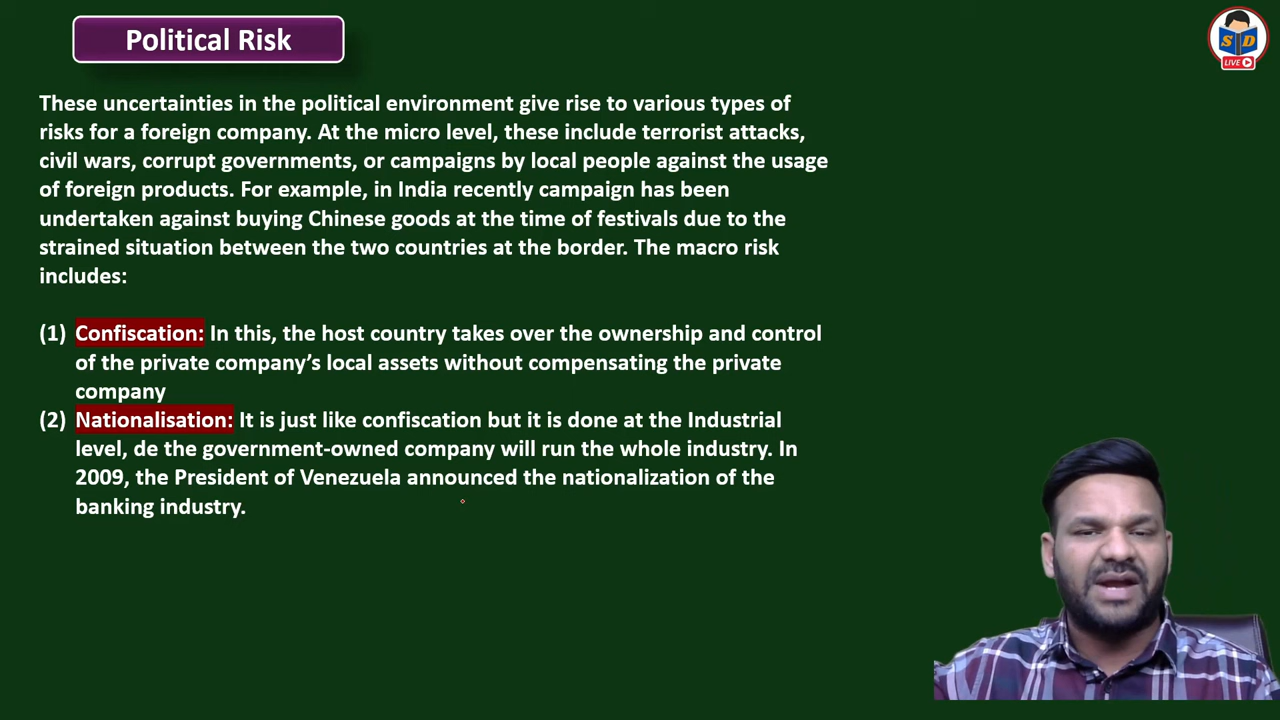 Political Risk
S D
LIVE
These uncertainties in the political environment give rise to various types of
risks for a foreign company. At the micro level, these include terrorist attacks,
civil wars, corrupt governments, or campaigns by local people against the usage
of foreign products. For example, in India recently campaign has been
undertaken against buying Chinese goods at the time of festivals due to the
strained situation between the two countries at the border. The macro risk
includes:
(1) Confiscation: In this, the host country takes over the ownership and control
of the private company’s local assets without compensating the private
company
(2) Nationalisation: It is just like confiscation but it is done at the Industrial
level, de the government-owned company will run the whole industry. In
2009, the President of Venezuela announced the nationalization of the
banking industry.